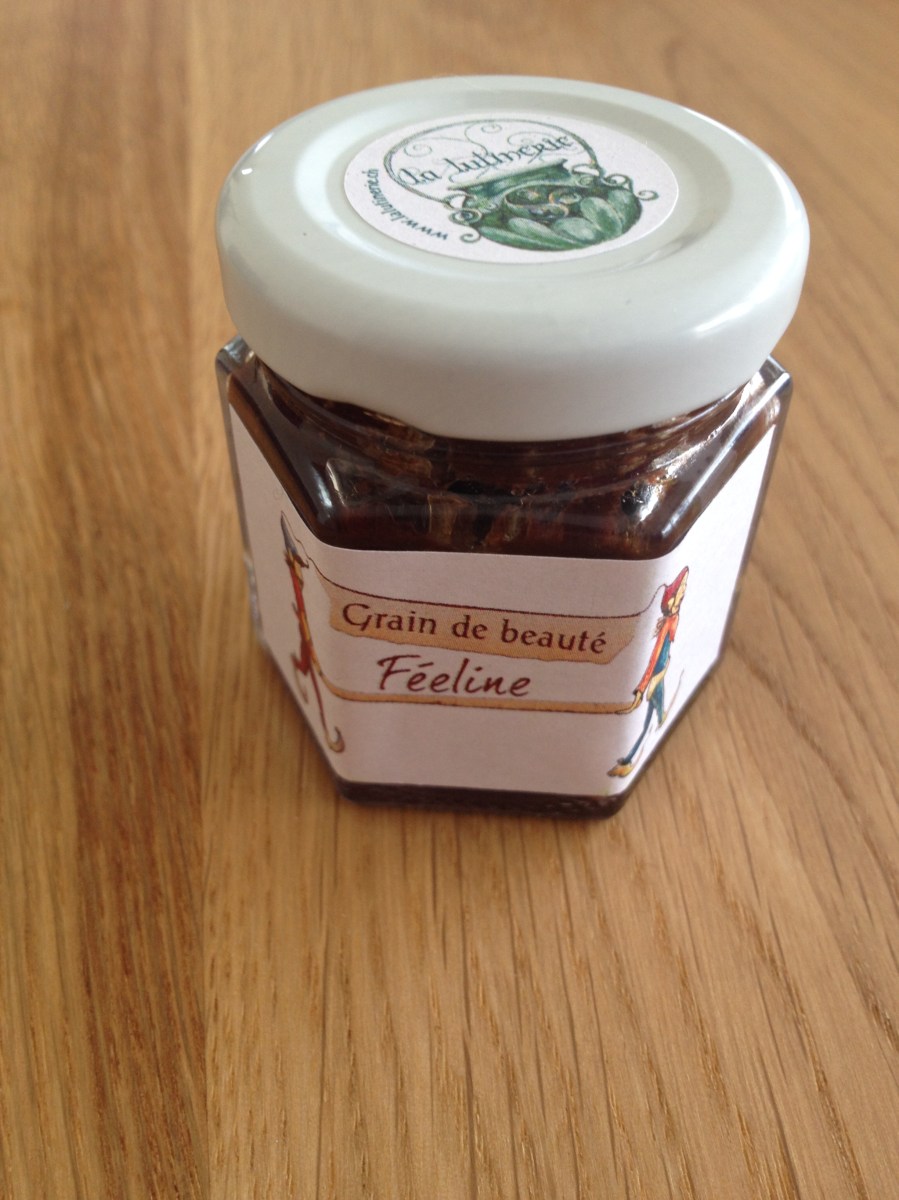 La Lutinerie
Grain de beauté
Féeline